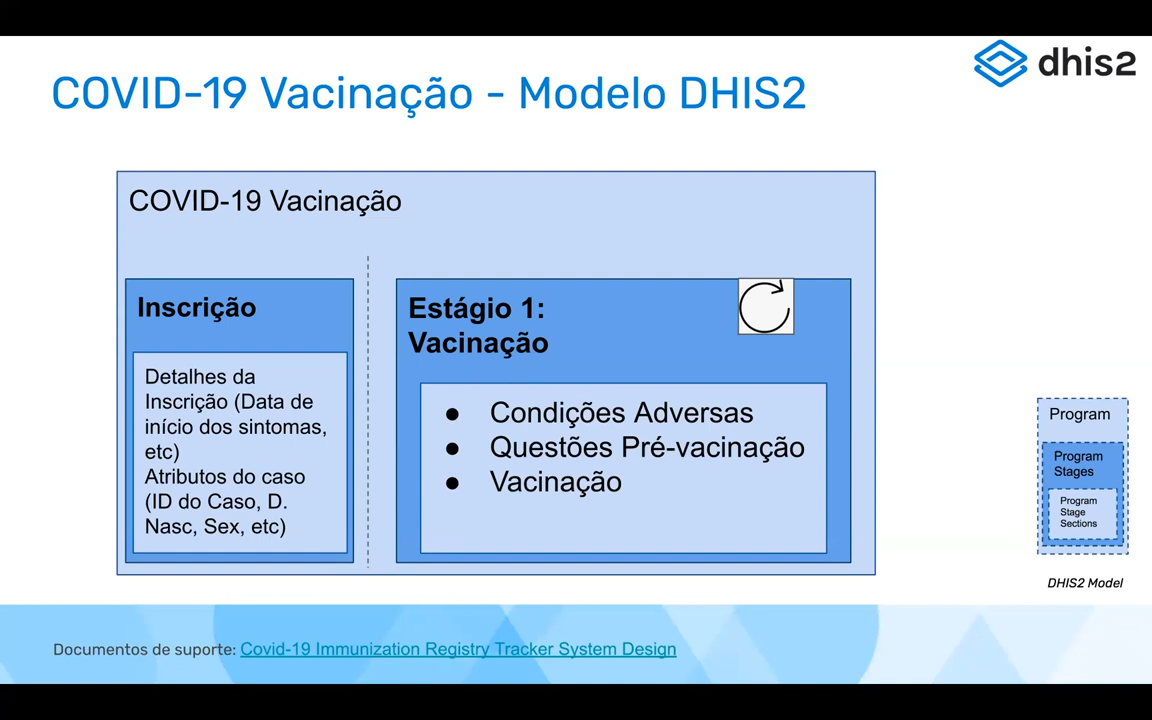 dhis2
COVID-19 Vacinação - Modelo DHIS2
COVID-19 Vacinação
Inscrição
Detalhes da
Inscrição (Data de
início dos sintomas,
etc)
Atributos do caso
(ID do Caso, D.
Nasc, Sex, etc)
Estágio 1:
Vacinação
● Condições Adversas
● Questões Pré-vacinação
● Vacinação
Program
Program
Stages
Program
Stage
Sections
DHIS2 Model
Documentos de suporte: Covid-19 Immunization Registry Tracker System Design